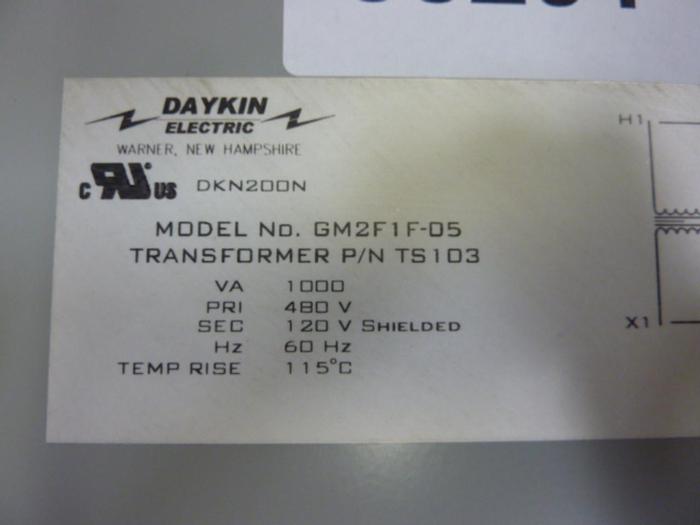 DAYKIN
ELECTRIC
WARNER, NEW HAMPSHIRE
c RU US DKN200N
MODEL No. GM2F1F-05
TRANSFORMER P/N TS103
VA 1000
PRI 480 V
SEC 120 V SHIELDED
Hz 60 Hz
TEMP RISE 115°C
H1
X1